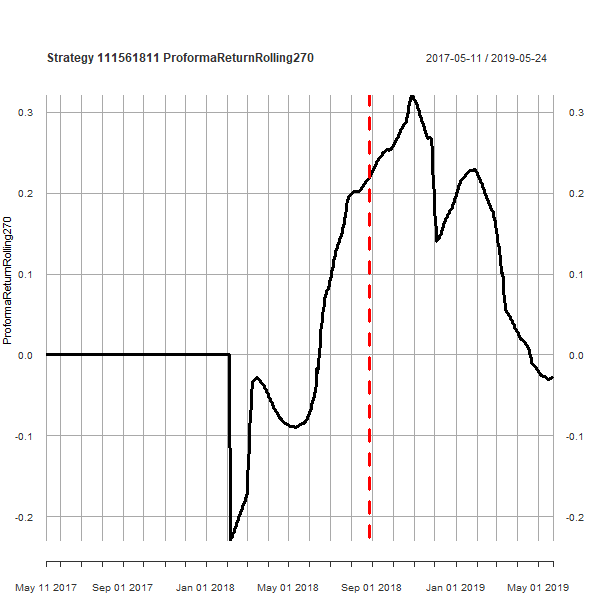 Strategy 111561811 ProformaReturnRolling270
2017-05-11 / 2019-05-24
0.3 0.3
0.2 0.2
0.1 0.1
0.0 0.0
-0.1 -0.1
-0.2 -0.2
ProformaReturnRolling270
May 11 2017 Sep 01 2017 Jan 01 2018 May 01 2018 Sep 01 2018 Jan 01 2019 May 01 2019